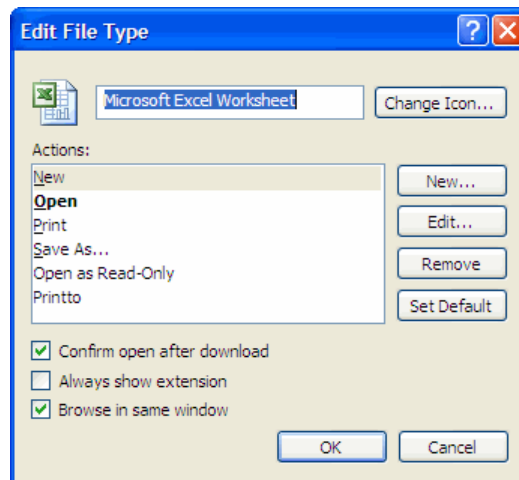 Edit File Type
Microsoft Excel Worksheet
Change Icon...
Actions:
New
Open
Print
Save As...
Open as Read-Only
Printto
New...
Edit...
Remove
Set Default
Confirm open after download
Always show extension
Browse in same window
OK
Cancel